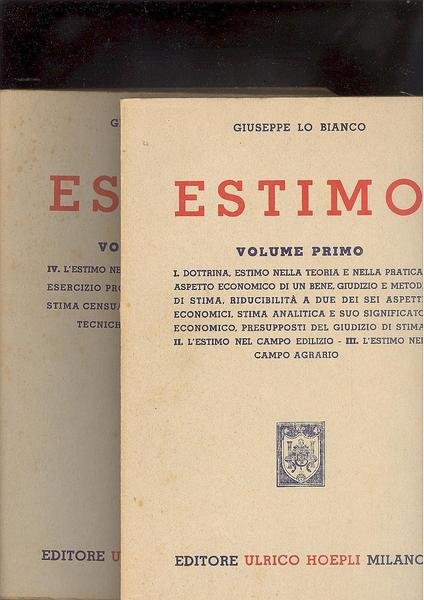 GIUSEPPE LO BIANCO
ESTIMO
VOLUME PRIMO
I. DOTTRINA, ESTIMO NELLA TEORIA E NELLA PRATICA
ASPETTO ECONOMICO DI UN BENE, GIUDIZIO E METODI
DI STIMA, RIDUCIBILITÀ A DUE DEI SEI ASPETTI
ECONOMICI, STIMA ANALITICA E SUO SIGNIFICATO
ECONOMICO, PRESUPPOSTI DEL GIUDIZIO DI STIMA
II. L'ESTIMO NEL CAMPO EDILIZIO - III. L'ESTIMO NEL
CAMPO AGRARIO
EDITORE ULRICO HOEPLI MILANO
G
ES
VO
IV. L'ESTIMO NE
ESERCIZIO PRO
STIMA CENSUA
TECNICH
EDITORE U